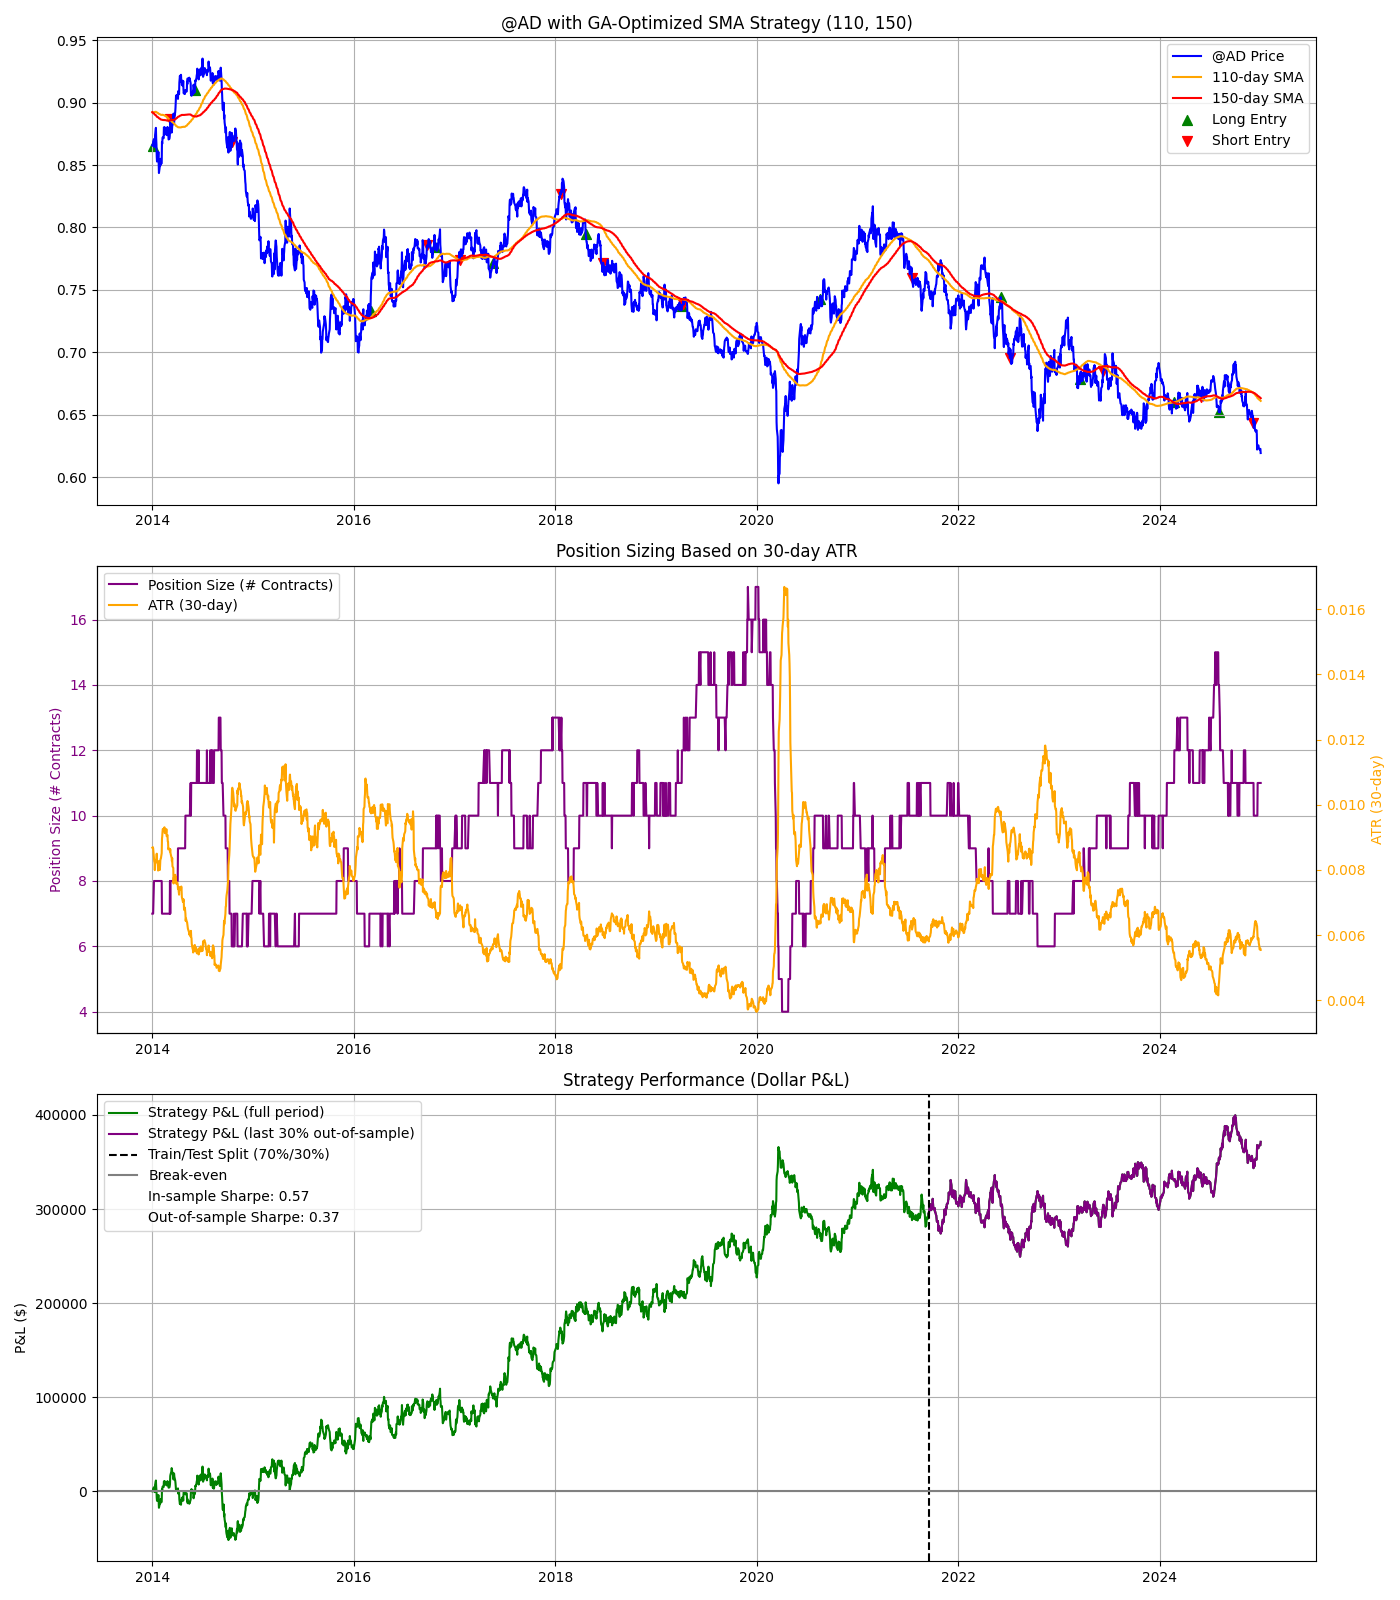 @AD with GA-Optimized SMA Strategy (110, 150)
0.95
0.90
0.85
0.80
0.75
0.70
0.65
0.60
@AD Price
110-day SMA
150-day SMA
Long Entry
Short Entry
2014 2016 2018 2020 2022 2024
Position Sizing Based on 30-day ATR
Position Size (# Contracts)
16
14
12
10
8
6
4
Position Size (# Contracts)
ATR (30-day)
0.016
0.014
0.012
0.010
0.008
0.006
0.004
ATR (30-day)
2014 2016 2018 2020 2022 2024
Strategy Performance (Dollar P&L)
P&L ($)
400000
300000
200000
100000
0
Strategy P&L (full period)
Strategy P&L (last 30% out-of-sample)
Train/Test Split (70%/30%)
Break-even
In-sample Sharpe: 0.57
Out-of-sample Sharpe: 0.37
2014 2016 2018 2020 2022 2024